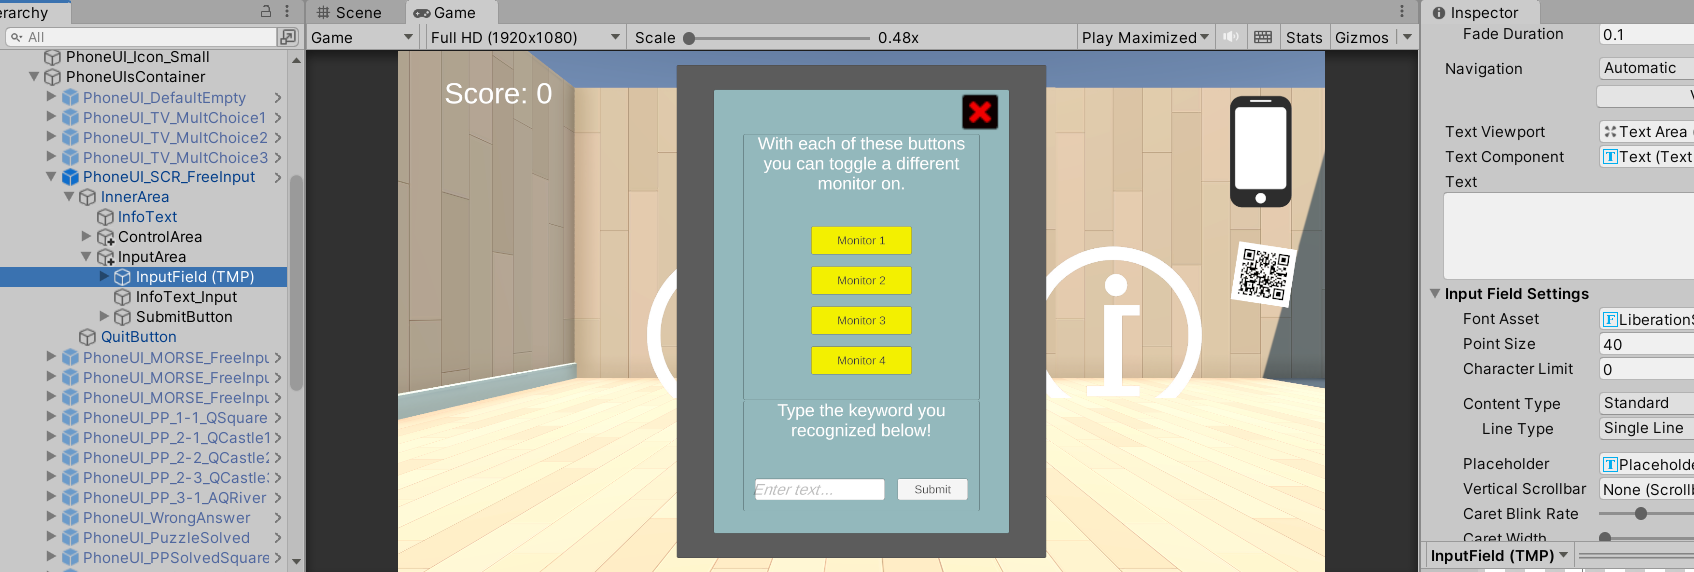 erarchy
All
PhoneUI_Icon_Small
PhoneUIsContainer
PhoneUI_DefaultEmpty
PhoneUI_TV_MultChoice1
PhoneUI_TV_MultChoice2
PhoneUI_TV_MultChoice3
PhoneUI_SCR_FreeInput
InnerArea
InfoText
ControlArea
InputArea
InputField (TMP)
InfoText_Input
SubmitButton
QuitButton
PhoneUI_MORSE_FreeInpu
PhoneUI_MORSE_FreeInpu
PhoneUI_MORSE_FreeInpu
PhoneUI_PP_1-1_QSquare
PhoneUI_PP_2-1_QCastle1
PhoneUI_PP_2-2_QCastle2
PhoneUI_PP_2-3_QCastle3
PhoneUI_PP_3-1_AQRiver
PhoneUI_WrongAnswer
PhoneUI_PuzzleSolved
PhoneUI_PPSolvedSquare
Scene
Game
Game
Full HD (1920x1080)
Scale
0.48x
Play Maximized
Stats
Gizmos
Score: 0
With each of these buttons
you can toggle a different
monitor on.
Monitor 1
Monitor 2
Monitor 3
Monitor 4
Type the keyword you
recognized below!
Enter text...
Submit
Inspector
Fade Duration 0.1
Navigation Automatic
V
Text Viewport Text Area (
Text Component Text (Text
Text
Input Field Settings
Font Asset LiberationS
Point Size 40
Character Limit 0
Content Type Standard
Line Type Single Line
Placeholder Placeholde
Vertical Scrollbar None (Scrollb
Caret Blink Rate
Caret Width
InputField (TMP)